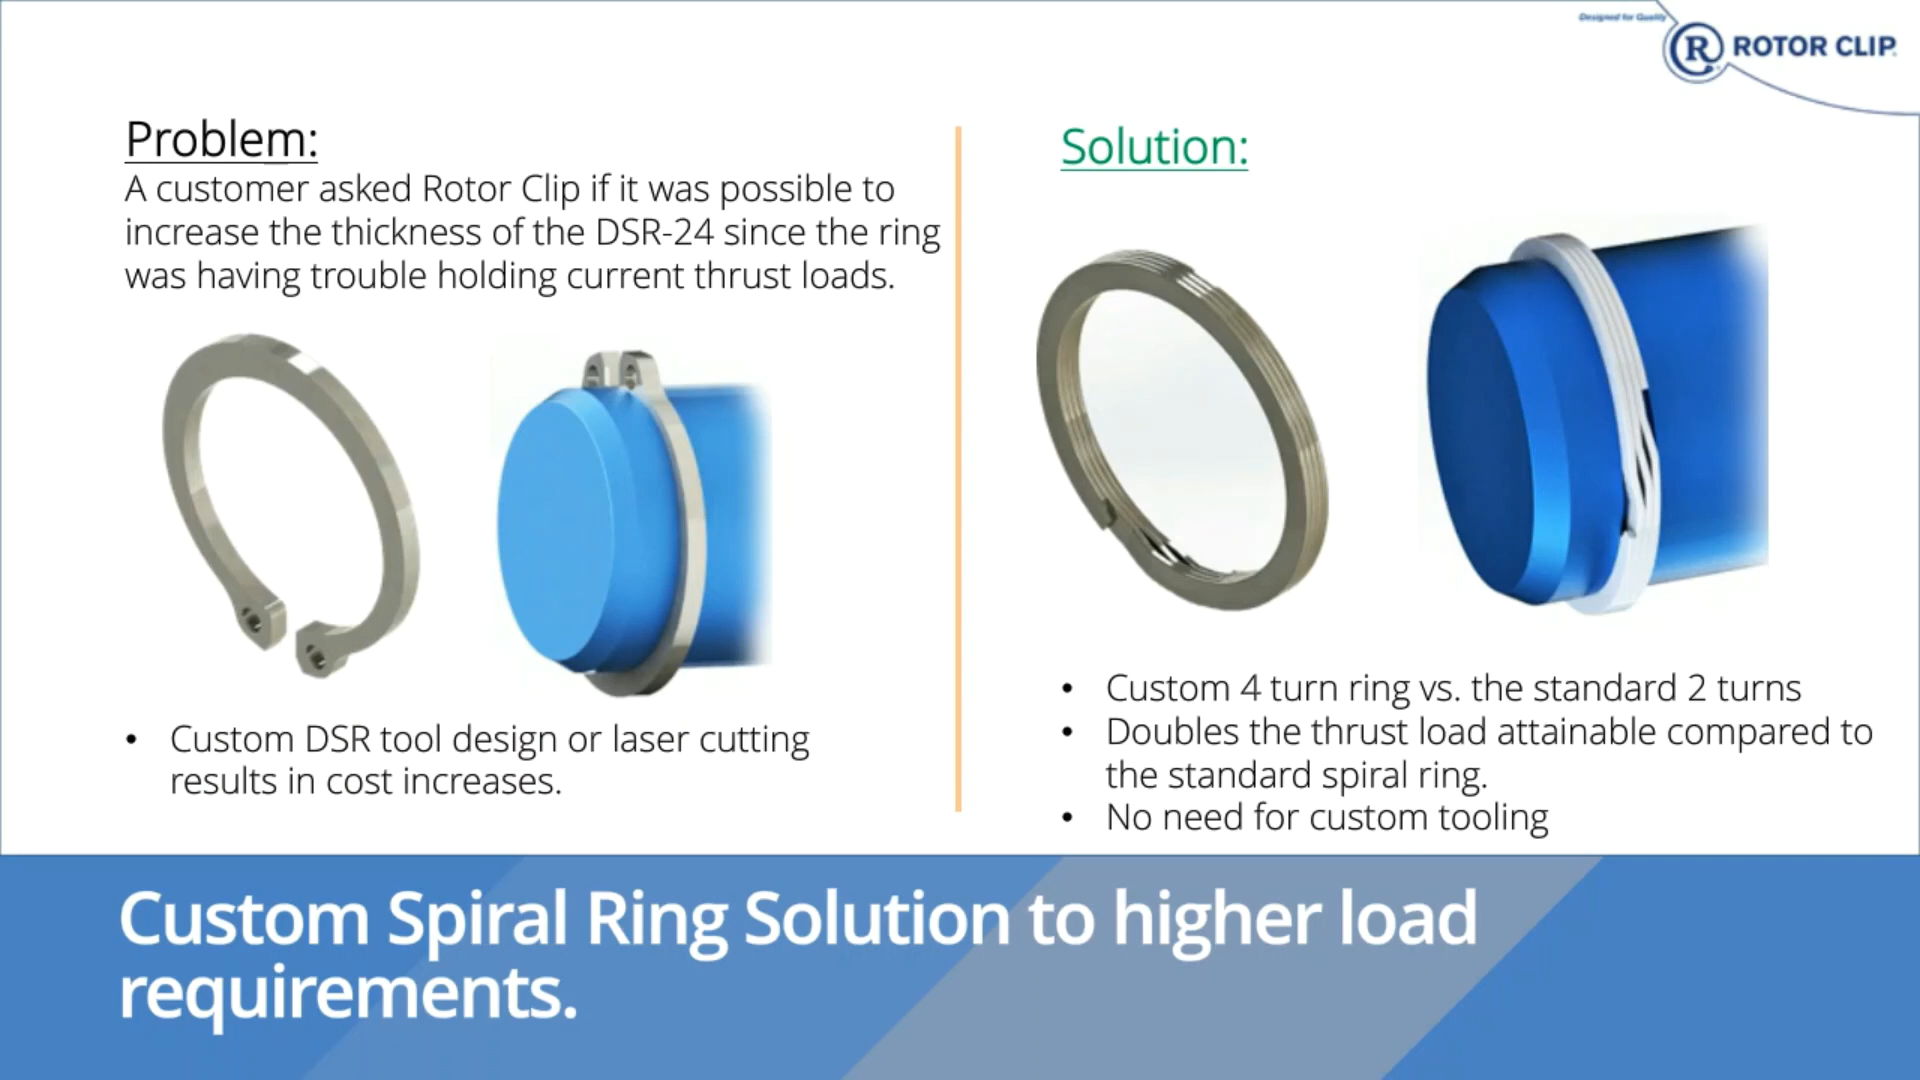 Designed for Quality
ROTOR CLIP
Problem:
A customer asked Rotor Clip if it was possible to
increase the thickness of the DSR-24 since the ring
was having trouble holding current thrust loads.
• Custom DSR tool design or laser cutting
results in cost increases.
Solution:
• Custom 4 turn ring vs. the standard 2 turns
• Doubles the thrust load attainable compared to
the standard spiral ring.
• No need for custom tooling
Custom Spiral Ring Solution to higher load
requirements.